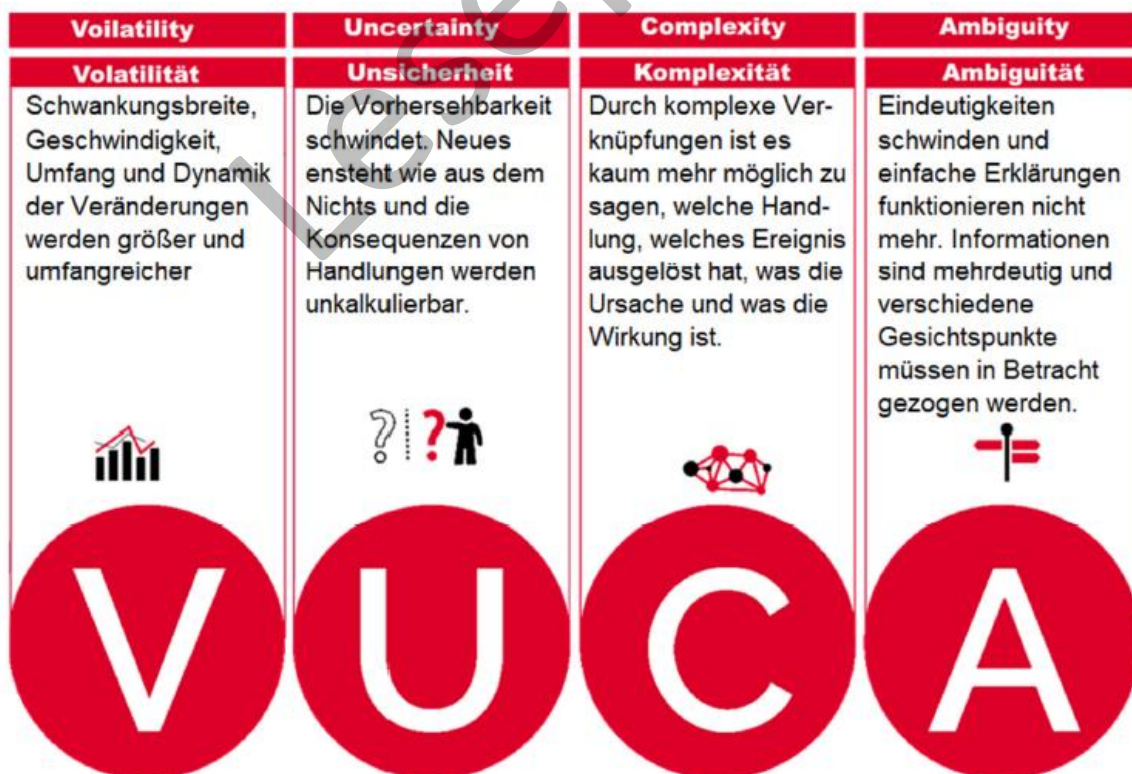 Voilatility
Volatilität
Schwankungsbreite,
Geschwindigkeit,
Umfang und Dynamik
der Veränderungen
werden größer und
umfangreicher
V
Uncertainty
Unsicherheit
Die Vorhersehbarkeit
schwindet. Neues
ensteht wie aus dem
Nichts und die
Konsequenzen von
Handlungen werden
unkalkulierbar.
? ?
U
Complexity
Komplexität
Durch komplexe Ver-
knüpfungen ist es
kaum mehr möglich zu
sagen, welche Hand-
lung, welches Ereignis
ausgelöst hat, was die
Ursache und was die
Wirkung ist.
C
Ambiguity
Ambiguität
Eindeutigkeiten
schwinden und
einfache Erklärungen
funktionieren nicht
mehr. Informationen
sind mehrdeutig und
verschiedene
Gesichtspunkte
müssen in Betracht
gezogen werden.
A